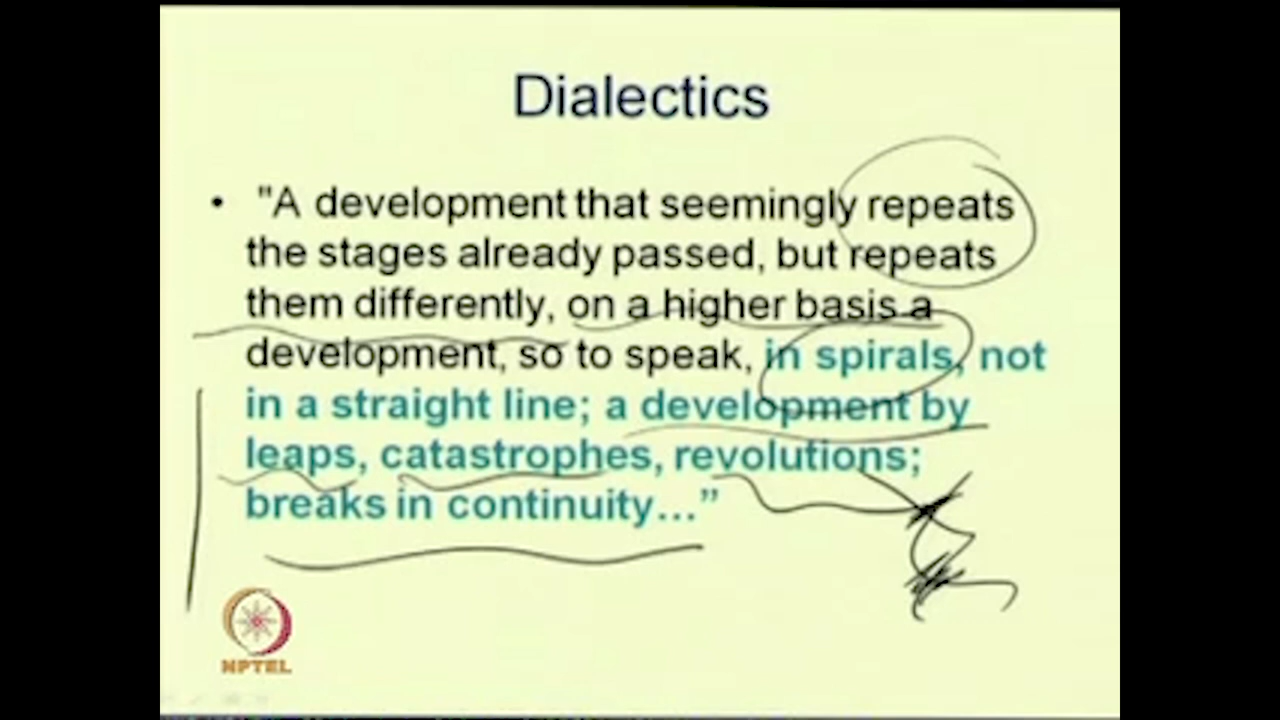 Dialectics
• "A development that seemingly repeats
the stages already passed, but repeats
them differently, on a higher basis a
development, so to speak, in spirals, not
in a straight line; a development by
leaps, catastrophes, revolutions;
breaks in continuity...”
NPTEL